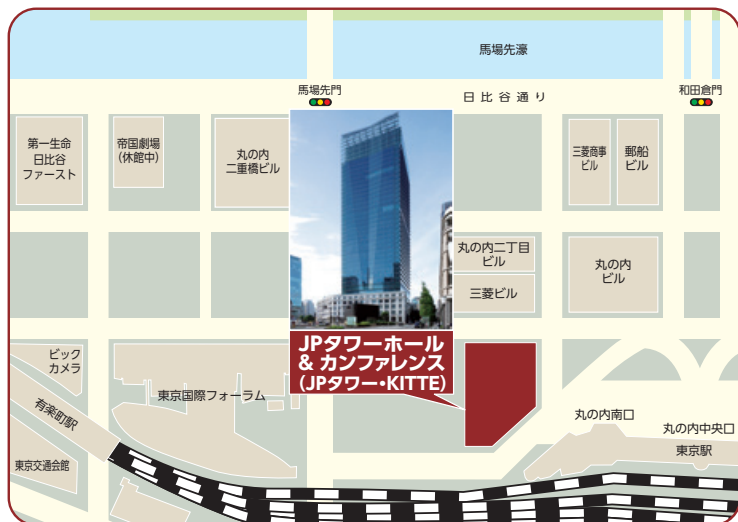 馬場先濠
馬場先門
日比谷通り
和田倉門
第一生命
日比谷
ファースト
帝国劇場
(休館中)
丸の内
二重橋ビル
三菱商事
ビル
郵船
ビル
丸の内二丁目
ビル
三菱ビル
丸の内
ビル
JPタワーホール
& カンファレンス
(JPタワー・KITTE)
ビック
カメラ
有楽町駅
東京国際フォーラム
東京交通会館
丸の内南口
丸の内中央口
東京駅